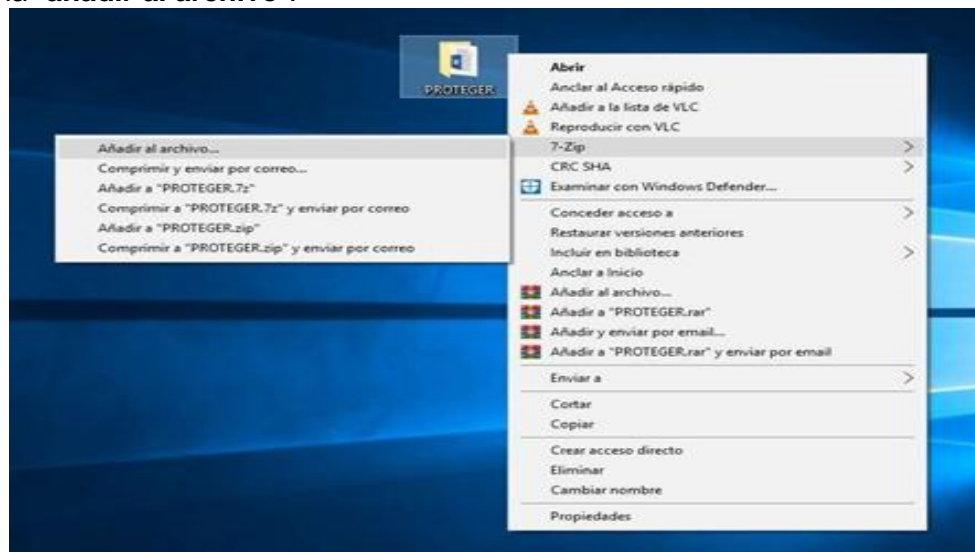 PROTEGER
Abrir
Anclar al Acceso rápido
Añadir a la lista de VLC
Reproducir con VLC
7-Zip
CRC SHA
Examinar con Windows Defender...
Conceder acceso a
Restaurar versiones anteriores
Incluir en biblioteca
Anclar a Inicio
Añadir al archivo...
Añadir a "PROTEGER.rar"
Añadir y enviar por email...
Añadir a "PROTEGER.rar" y enviar por email
Enviar a
Cortar
Copiar
Crear acceso directo
Eliminar
Cambiar nombre
Propiedades
Añadir al archivo...
Comprimir y enviar por correo...
Añadir a "PROTEGER.7z"
Comprimir a "PROTEGER.7z" y enviar por correo
Añadir a "PROTEGER.zip"
Comprimir a "PROTEGER.zip" y enviar por correo